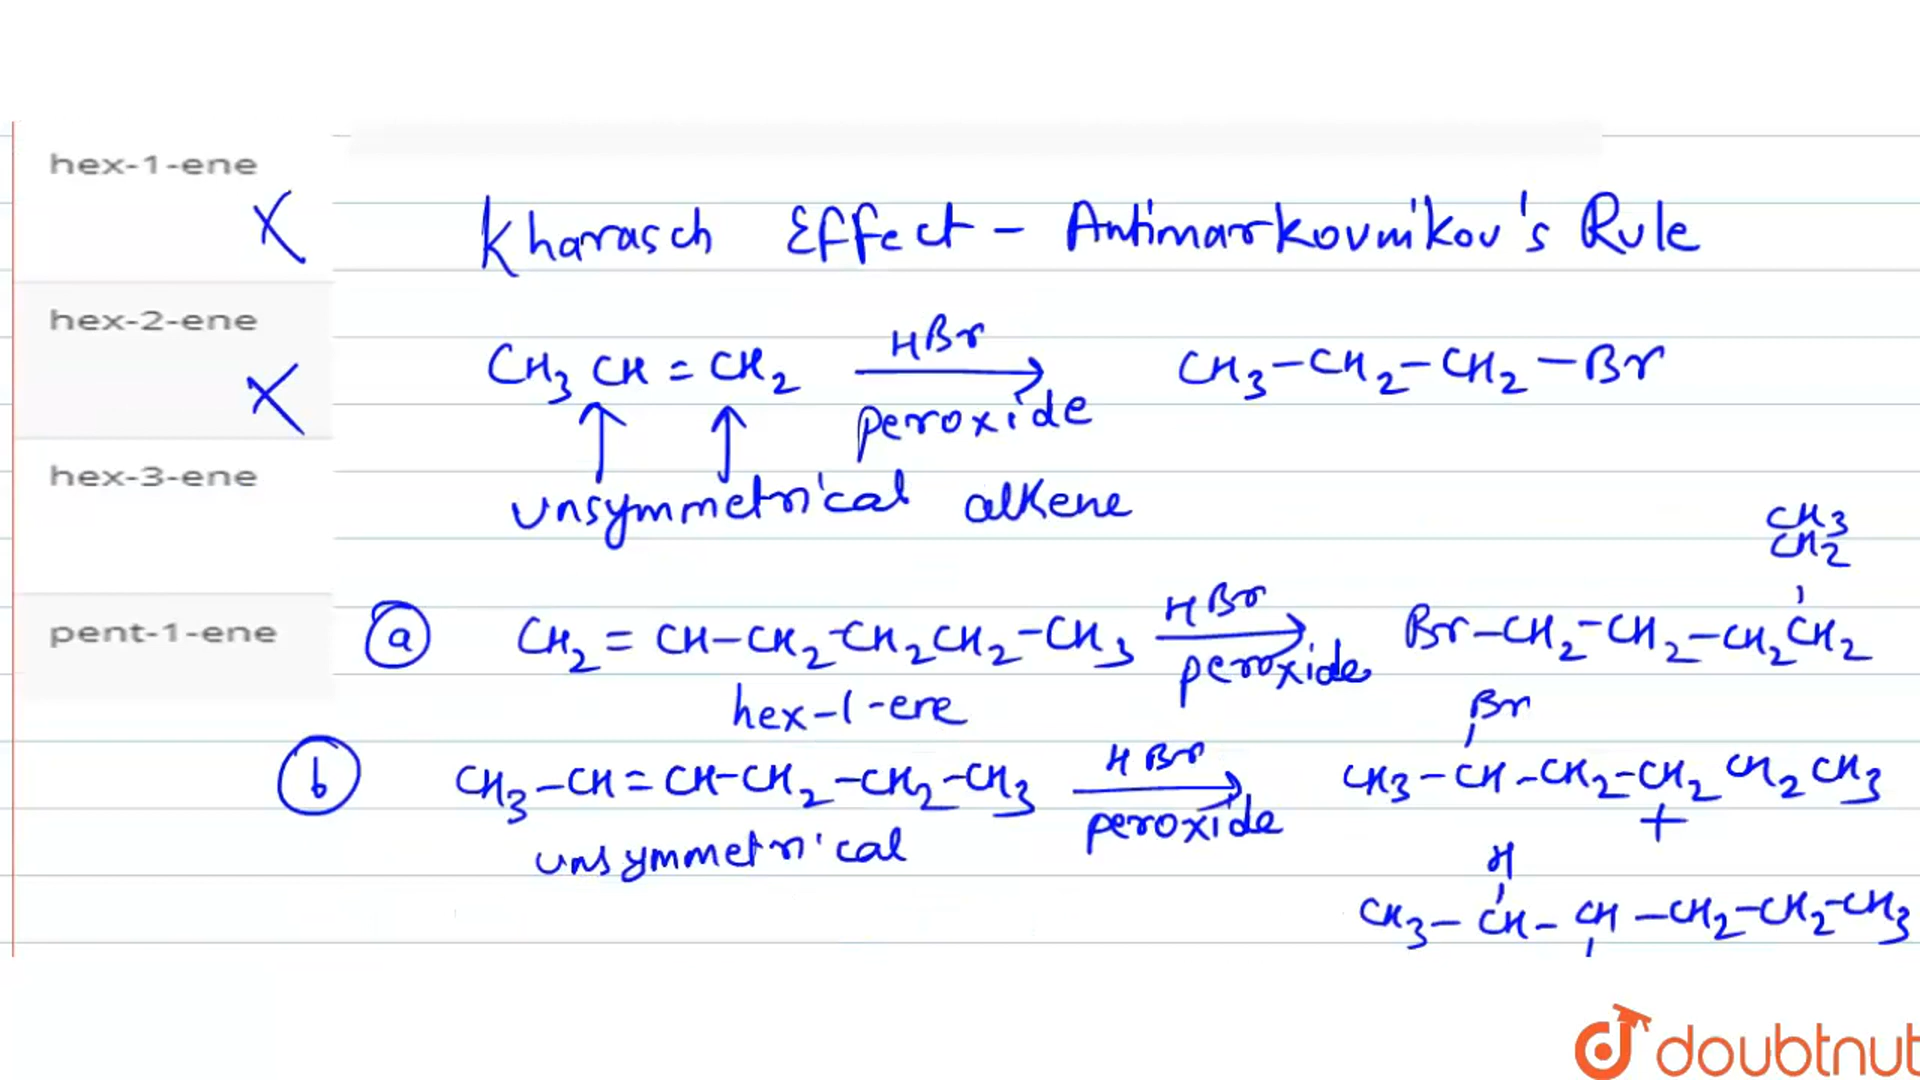 hex-1-ene
X
Kharasch Effect - Antimarkovnikov's Rule
hex-2-ene
X
CH3 CH = CH2 HBr peroxide CH3-CH2-CH2-Br
hex-3-ene
unsymmetrical alkene
CH3
CH2
pent-1-ene
a CH2=CH-CH2-CH2CH2-CH3 HBr peroxide Br-CH2-CH2-CH2CH2
hex-1-ene
Br
b CH3-CH=CH-CH2-CH2-CH3 HBr peroxide CH3-CH-CH2-CH2 CH2 CH3
+
unsymmetrical
H
CH3-CH-CH-CH2-CH2-CH3
doubtnut